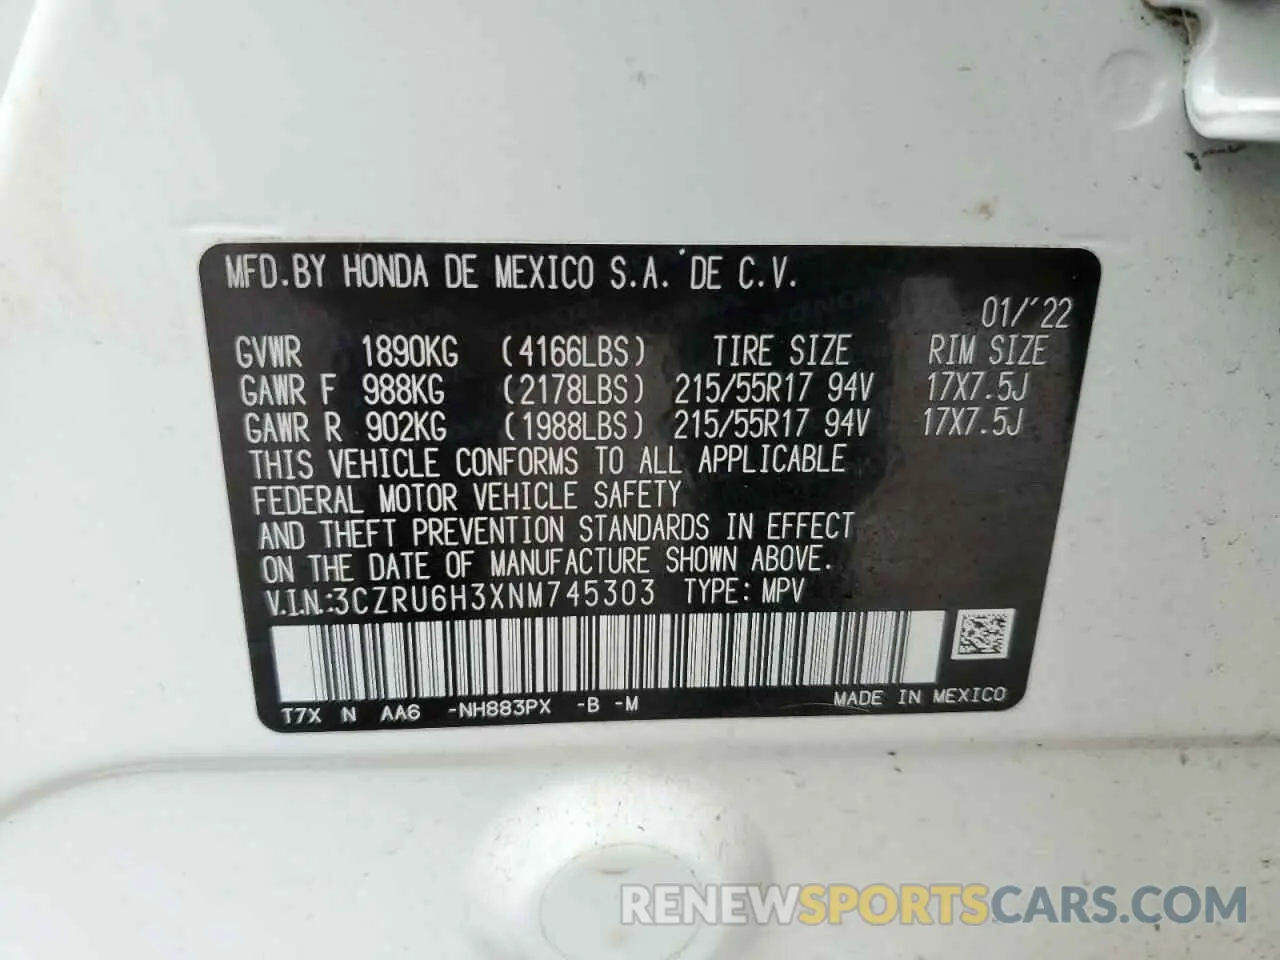 MFD.BY HONDA DE MEXICO S.A. DE C.V.
01/'22
GVWR 1890KG (4166LBS) TIRE SIZE RIM SIZE
GAWR F 988KG (2178LBS) 215/55R17 94V 17X7.5J
GAWR R 902KG (1988LBS) 215/55R17 94V 17X7.5J
THIS VEHICLE CONFORMS TO ALL APPLICABLE
FEDERAL MOTOR VEHICLE SAFETY
AND THEFT PREVENTION STANDARDS IN EFFECT
ON THE DATE OF MANUFACTURE SHOWN ABOVE.
V.I.N.:3CZRU6H3XNM745303 TYPE: MPV
T7X N AA6 -NH883PX -B -M MADE IN MEXICO
RENEWSPORTSCARS.COM